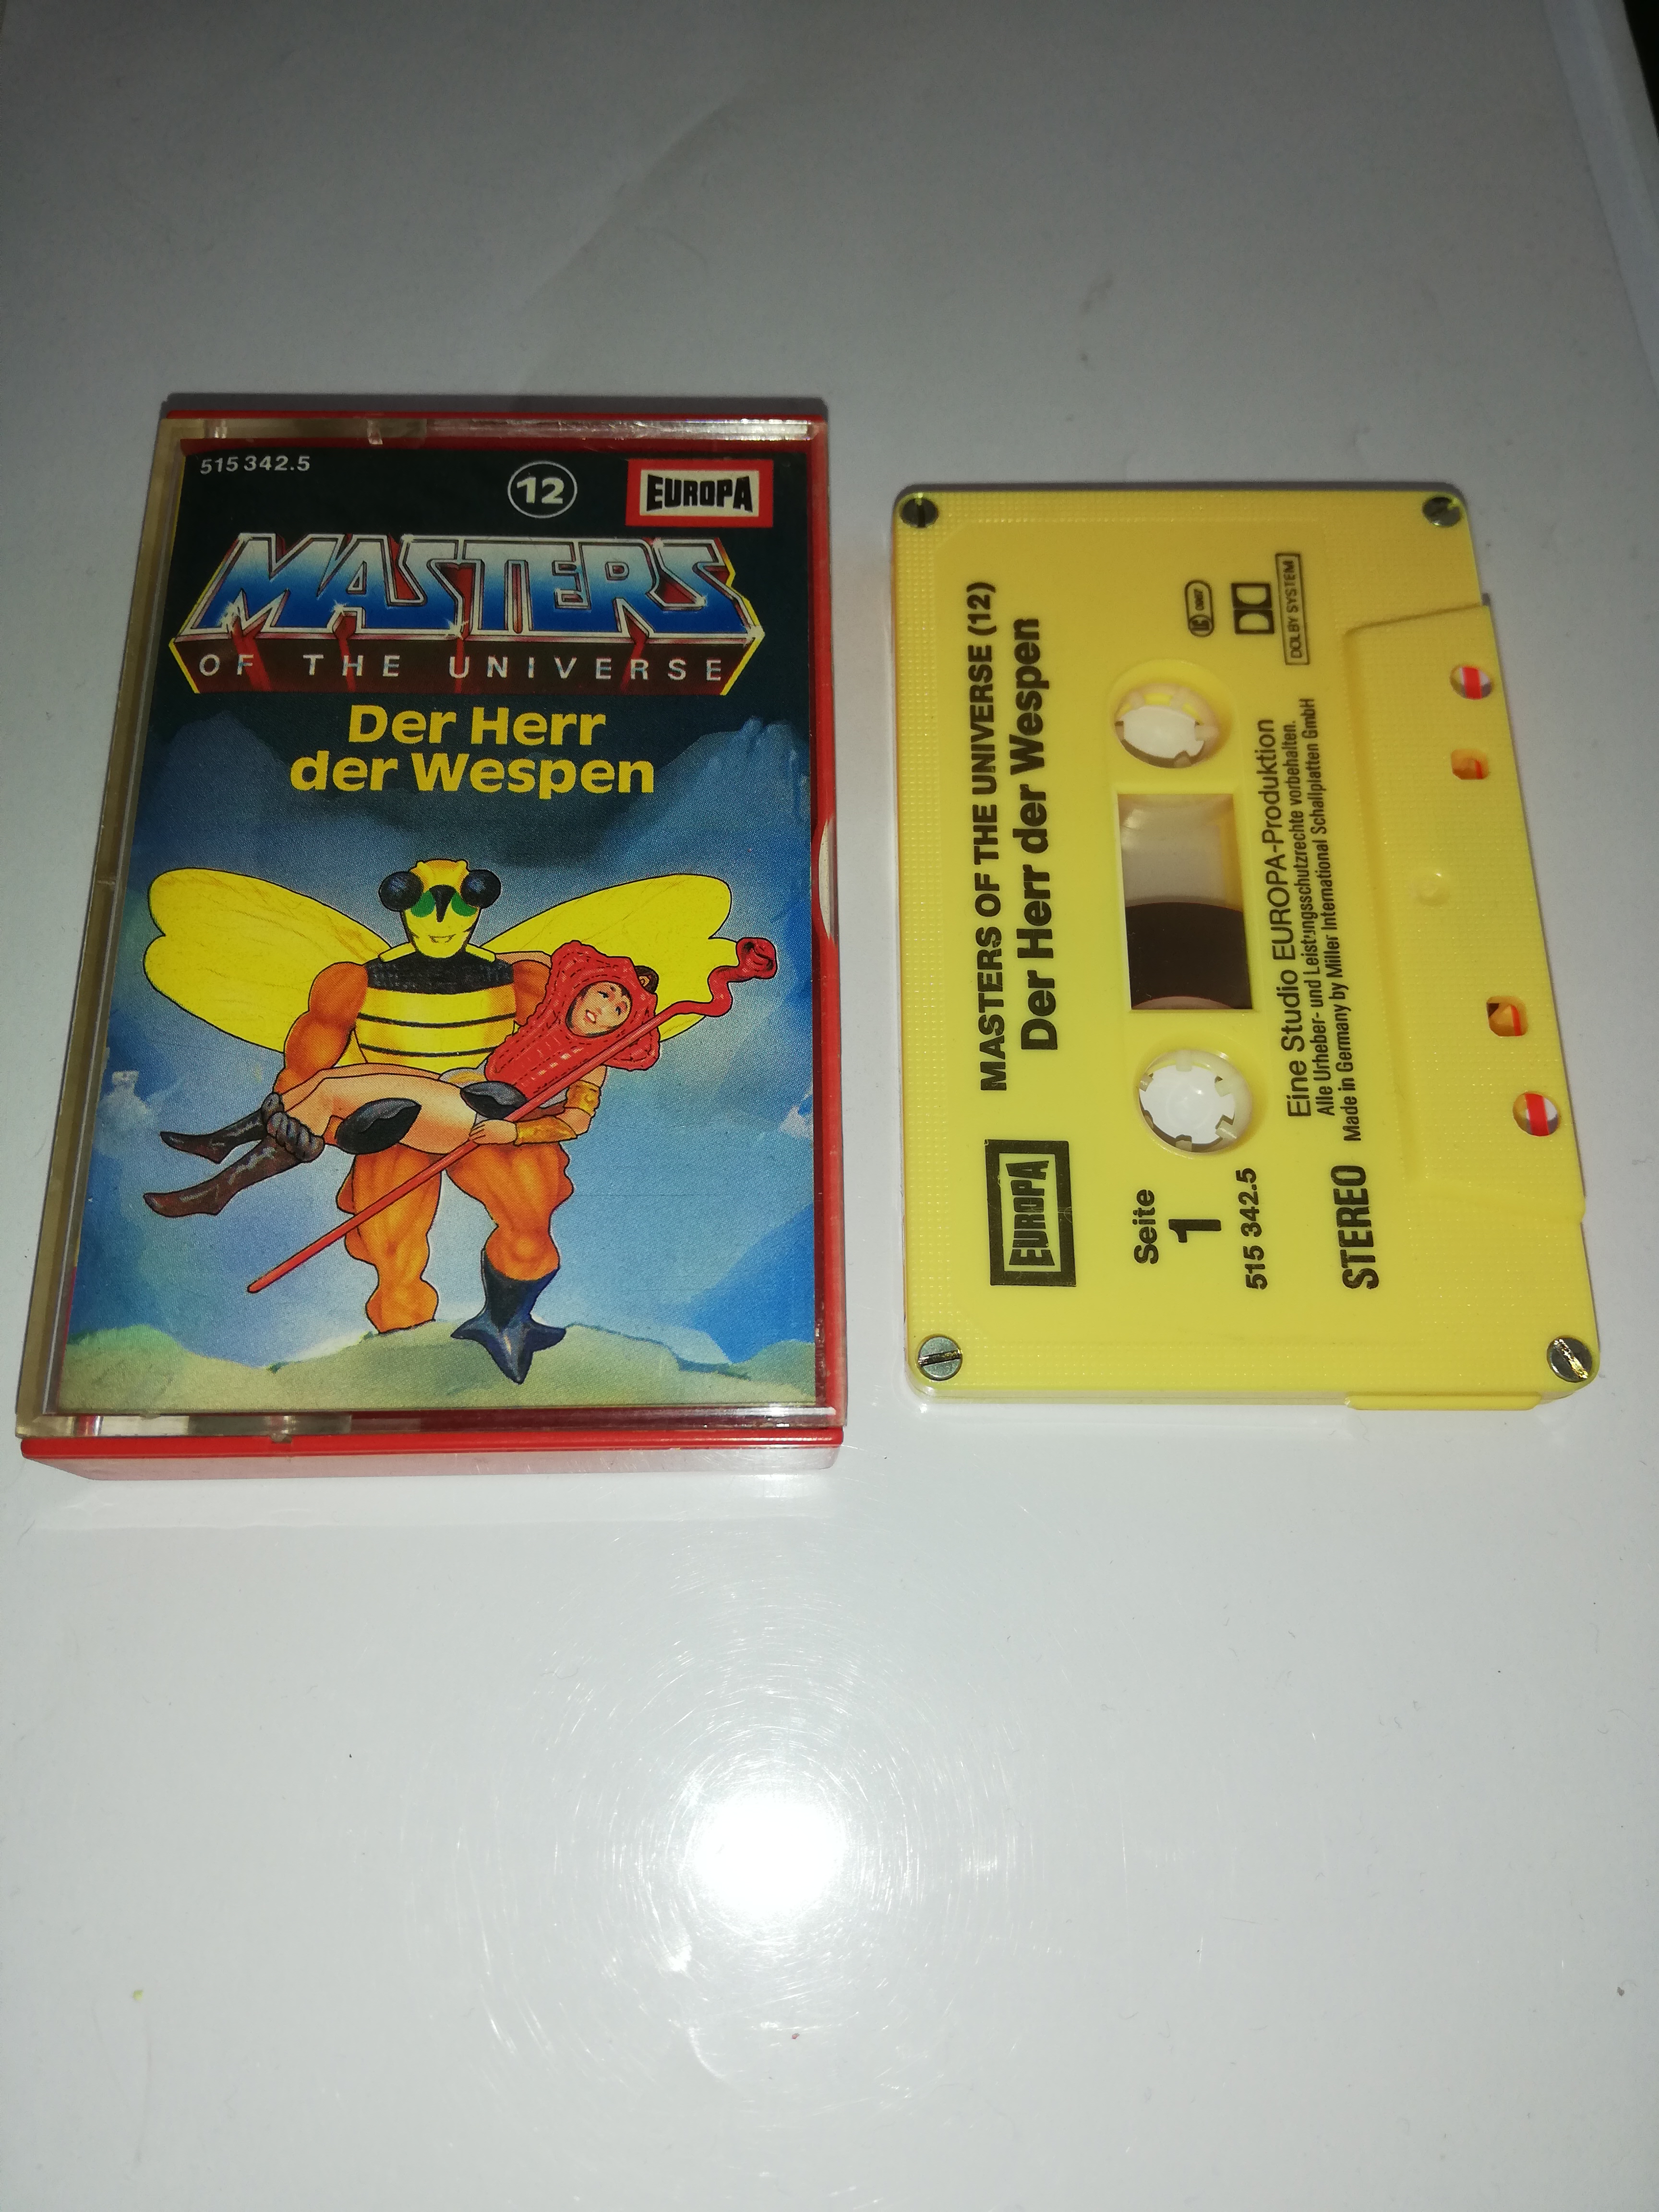 515 342.5
12
EUROPA
MASTERS
OF THE UNIVERSE
Der Herr
der Wespen
MASTERS OF THE UNIVERSE (12)
Der Herr der Wespen
EUROPA
Seite
1
515 342.5
STEREO
DOLBY SYSTEM
Eine Studio EUROPA-Produktion
Alle Urheber- und Leistungsschutzrechte vorbehalten.
Made in Germany by Miller International Schallplatten GmbH